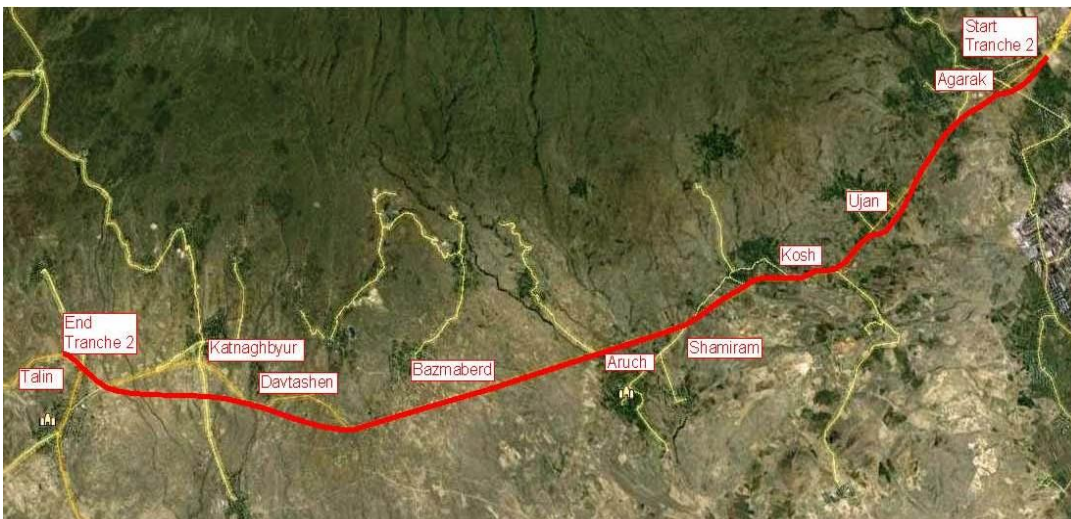 Start
Tranche 2
Agarak
Ujan
Kosh
End
Tranche 2
Katnaghbyur
Shamiram
Aruch
Bazmaberd
Talin
Davtashen